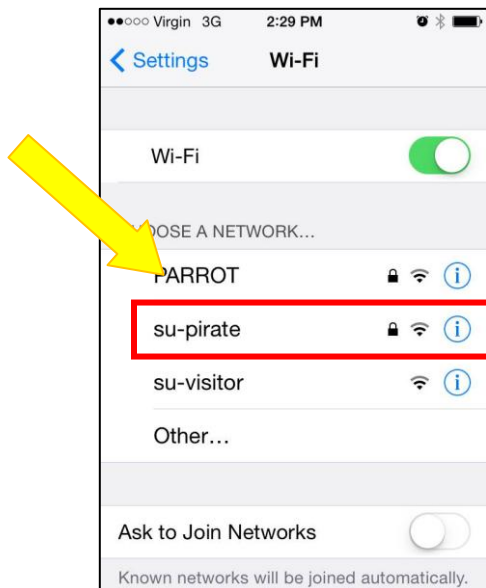 Virgin 3G 2:29 PM
Settings Wi-Fi
Wi-Fi
OOSE A NETWORK...
PARROT
su-pirate
su-visitor
Other...
Ask to Join Networks
Known networks will be joined automatically.